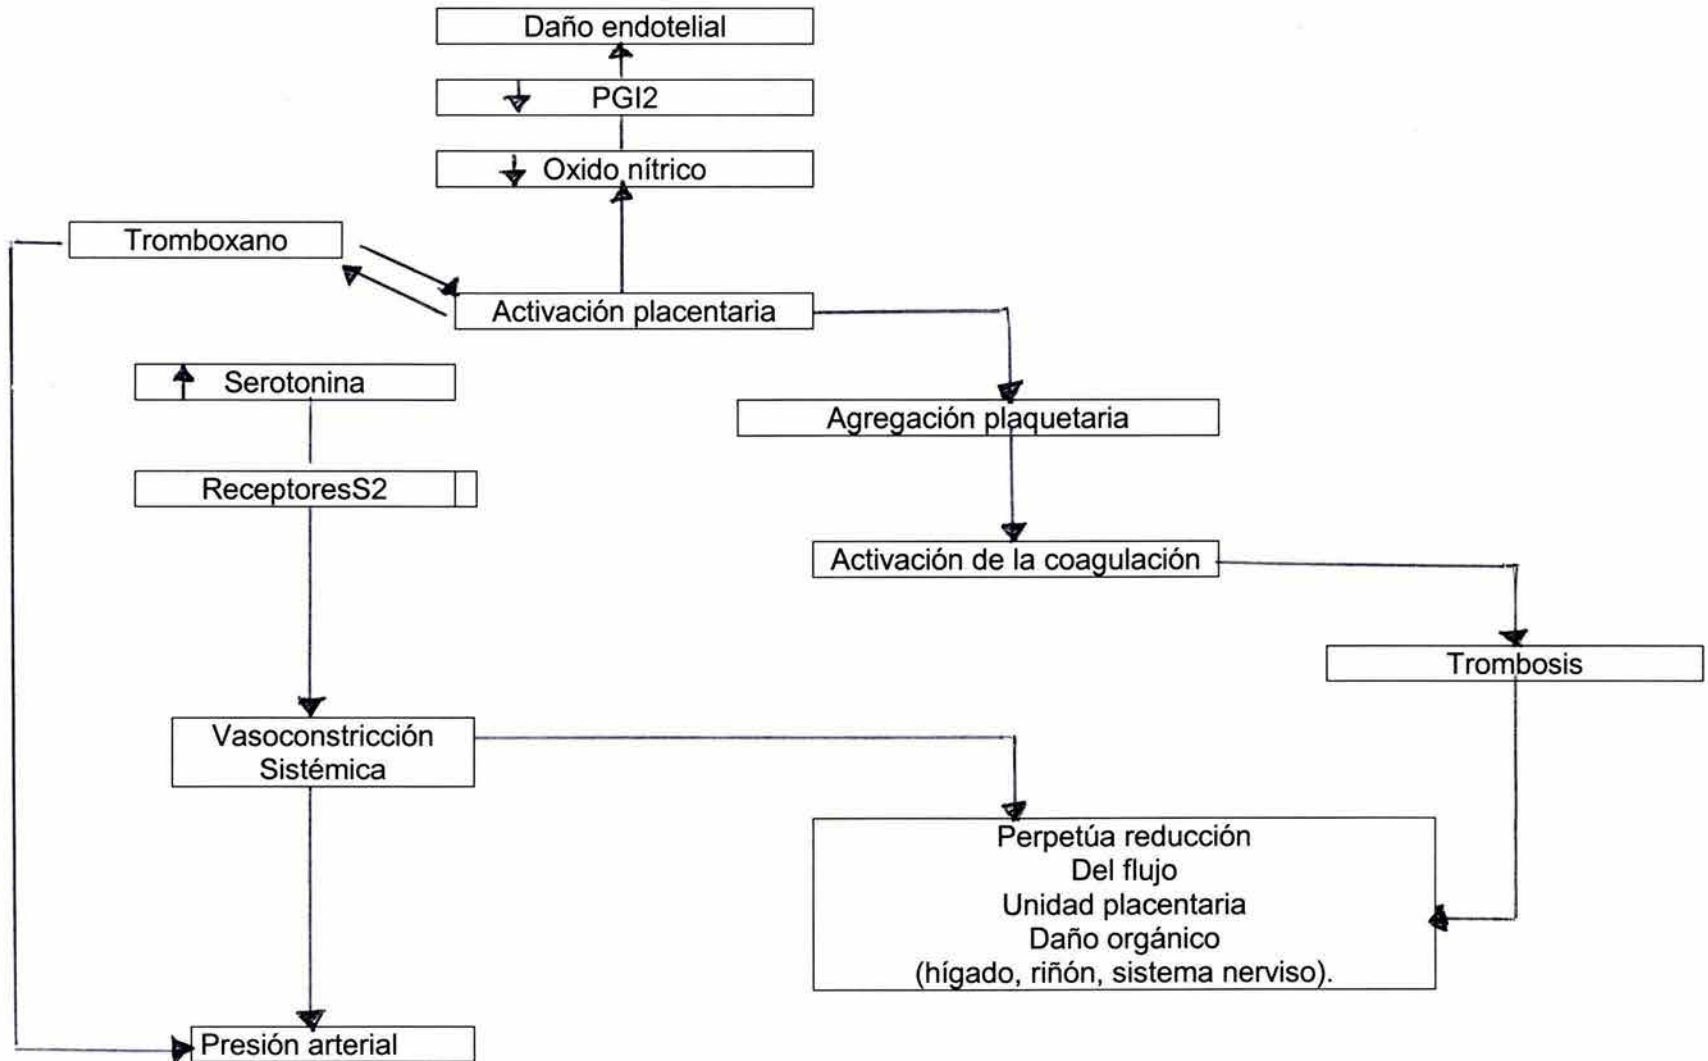 Daño endotelial
PGI2
Oxido nítrico
Tromboxano
Activación placentaria
Serotonina
Agregación plaquetaria
ReceptoresS2
Activación de la coagulación
Trombosis
Vasoconstricción
Sistémica
Perpetúa reducción
Del flujo
Unidad placentaria
Daño orgánico
(hígado, riñón, sistema nerviso).
Presión arterial